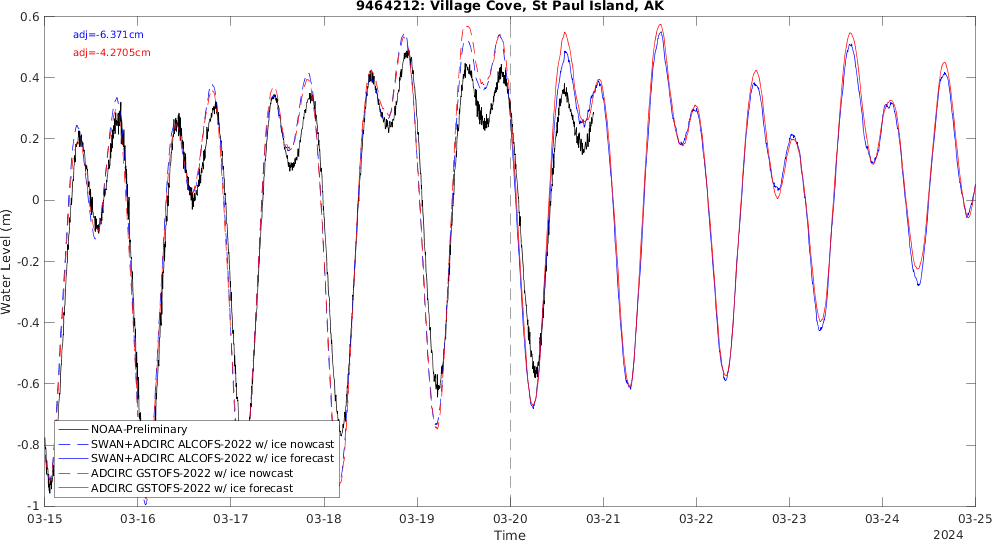 9464212: Village Cove, St Paul Island, AK
adj=-6.371cm
adj=-4.2705cm
Water Level (m)
0.6
0.4
0.2
0
-0.2
-0.4
-0.6
-0.8
-1
NOAA-Preliminary
SWAN+ADCIRC ALCOFS-2022 w/ ice nowcast
SWAN+ADCIRC ALCOFS-2022 w/ ice forecast
ADCIRC GSTOFS-2022 w/ ice nowcast
ADCIRC GSTOFS-2022 w/ ice forecast
03-15 03-16 03-17 03-18 03-19 03-20 03-21 03-22 03-23 03-24 03-25
Time
2024